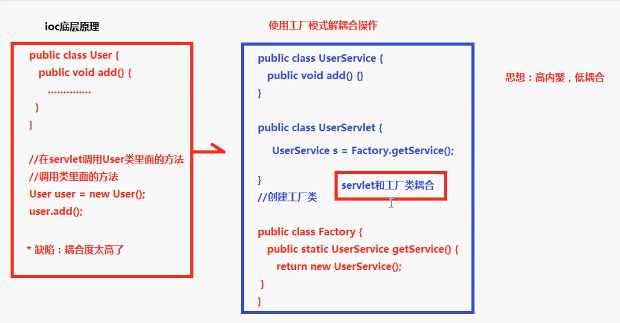 ioc底层原理
public class User {
public void add() {
..............
}
}
//在servlet调用User类里面的方法
//调用类里面的方法
User user = new User();
user.add();
* 缺陷：耦合度太高了
使用工厂模式解耦合操作
public class UserService {
public void add() {}
}
public class UserServlet {
UserService s = Factory.getService();
}
servlet和工厂类耦合
//创建工厂类
public class Factory {
public static UserService getService() {
return new UserService();
}
}
思想：高内聚，低耦合